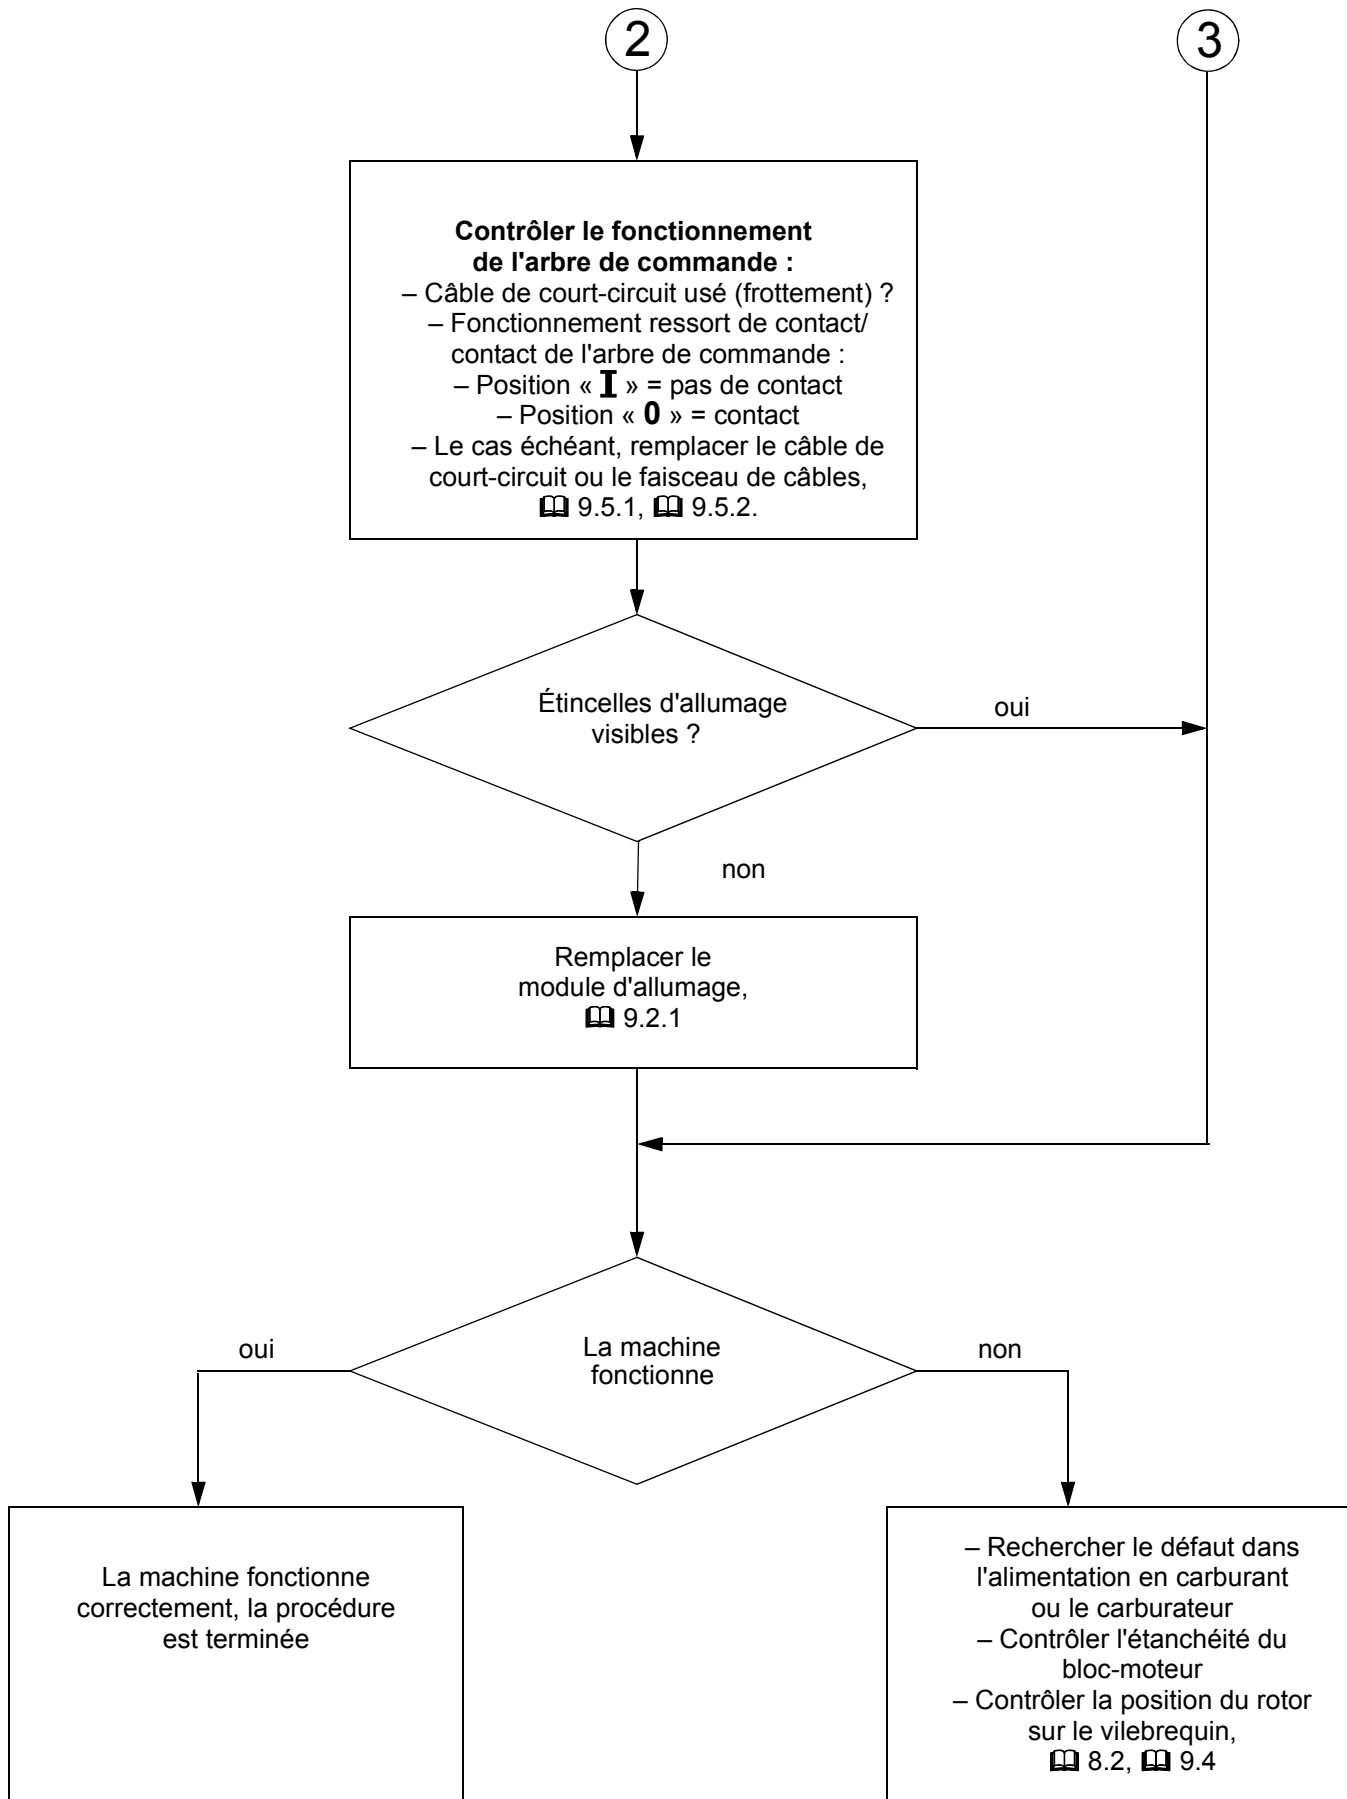 2
3
Contrôler le fonctionnement
de l'arbre de commande :
– Câble de court-circuit usé (frottement) ?
– Fonctionnement ressort de contact/
contact de l'arbre de commande :
– Position « I » = pas de contact
– Position « 0 » = contact
– Le cas échéant, remplacer le câble de
court-circuit ou le faisceau de câbles,
📖 9.5.1, 📖 9.5.2.
Étincelles d'allumage
visibles ?
oui
non
Remplacer le
module d'allumage,
📖 9.2.1
La machine
fonctionne
oui
non
La machine fonctionne
correctement, la procédure
est terminée
– Rechercher le défaut dans
l'alimentation en carburant
ou le carburateur
– Contrôler l'étanchéité du
bloc-moteur
– Contrôler la position du rotor
sur le vilebrequin,
📖 8.2, 📖 9.4